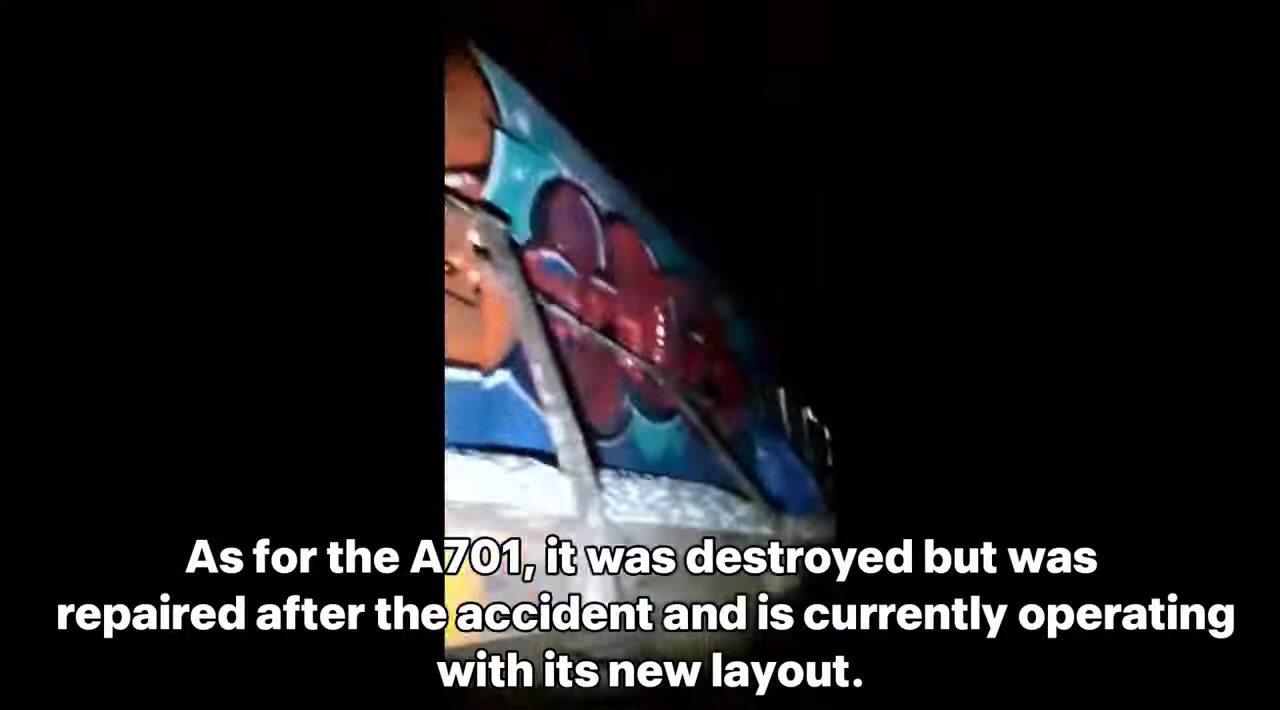 As for the A701, it was destroyed but was
repaired after the accident and is currently operating
with its new layout.